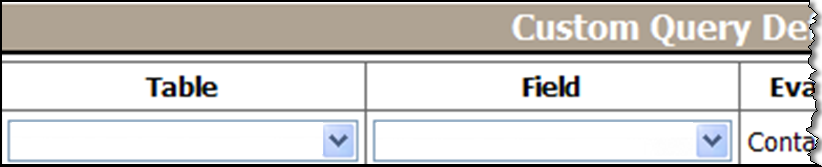 Custom Query De
Table Field Eva
Conta